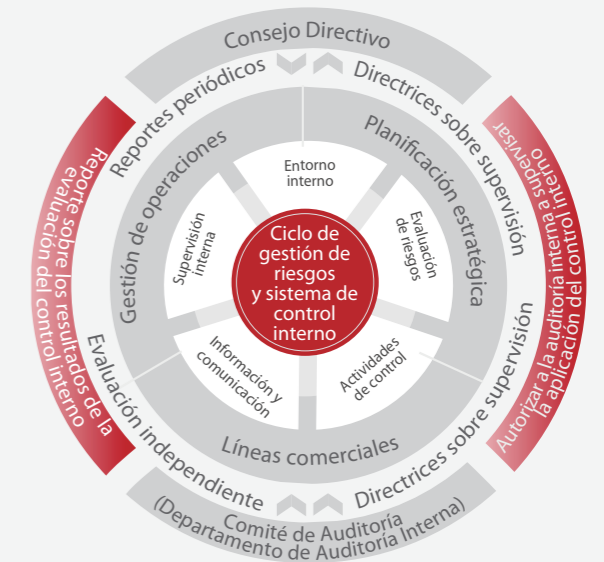 Consejo Directivo
Reportes periódicos
Directrices sobre supervisión
Reporte sobre los resultados de la
evaluación del control interno
Autorizar a la auditoría interna a supervisar
la aplicación del control interno
Gestión de operaciones
Planificación estratégica
Entorno
interno
Supervisión
interna
Evaluación
de riesgos
Ciclo de
gestión de
riesgos
y sistema de
control
interno
Información y
comunicación
Actividades
de control
Líneas comerciales
Evaluación independiente
Directrices sobre supervisión
Comité de Auditoría
(Departamento de Auditoría Interna)